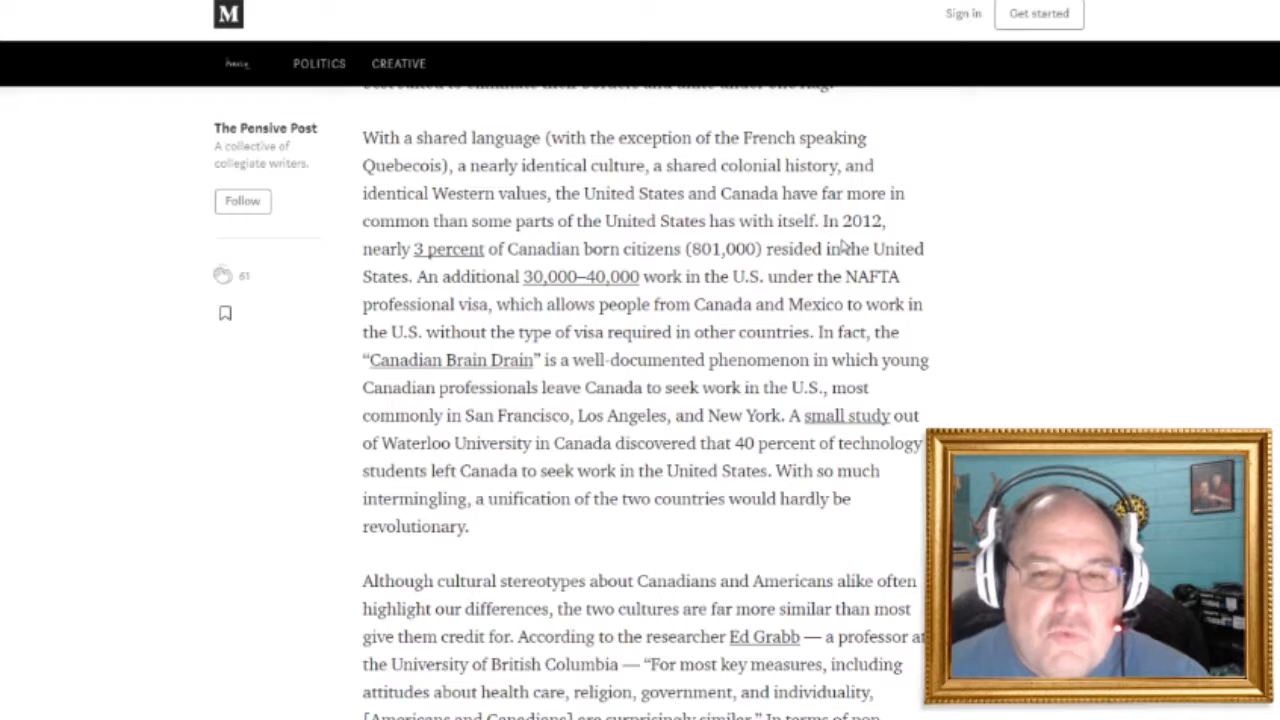 M
Sign in
Get started
POLITICS
CREATIVE
The Pensive Post
A collective of
collegiate writers.
Follow
61
With a shared language (with the exception of the French speaking
Quebecois), a nearly identical culture, a shared colonial history, and
identical Western values, the United States and Canada have far more in
common than some parts of the United States has with itself. In 2012,
nearly 3 percent of Canadian born citizens (801,000) resided in the United
States. An additional 30,000–40,000 work in the U.S. under the NAFTA
professional visa, which allows people from Canada and Mexico to work in
the U.S. without the type of visa required in other countries. In fact, the
“Canadian Brain Drain” is a well-documented phenomenon in which young
Canadian professionals leave Canada to seek work in the U.S., most
commonly in San Francisco, Los Angeles, and New York. A small study out
of Waterloo University in Canada discovered that 40 percent of technology
students left Canada to seek work in the United States. With so much
intermingling, a unification of the two countries would hardly be
revolutionary.
Although cultural stereotypes about Canadians and Americans alike often
highlight our differences, the two cultures are far more similar than most
give them credit for. According to the researcher Ed Grabb — a professor at
the University of British Columbia — “For most key measures, including
attitudes about health care, religion, government, and individuality,
[Americans and Canadians] are surprisingly similar.” In terms of pop